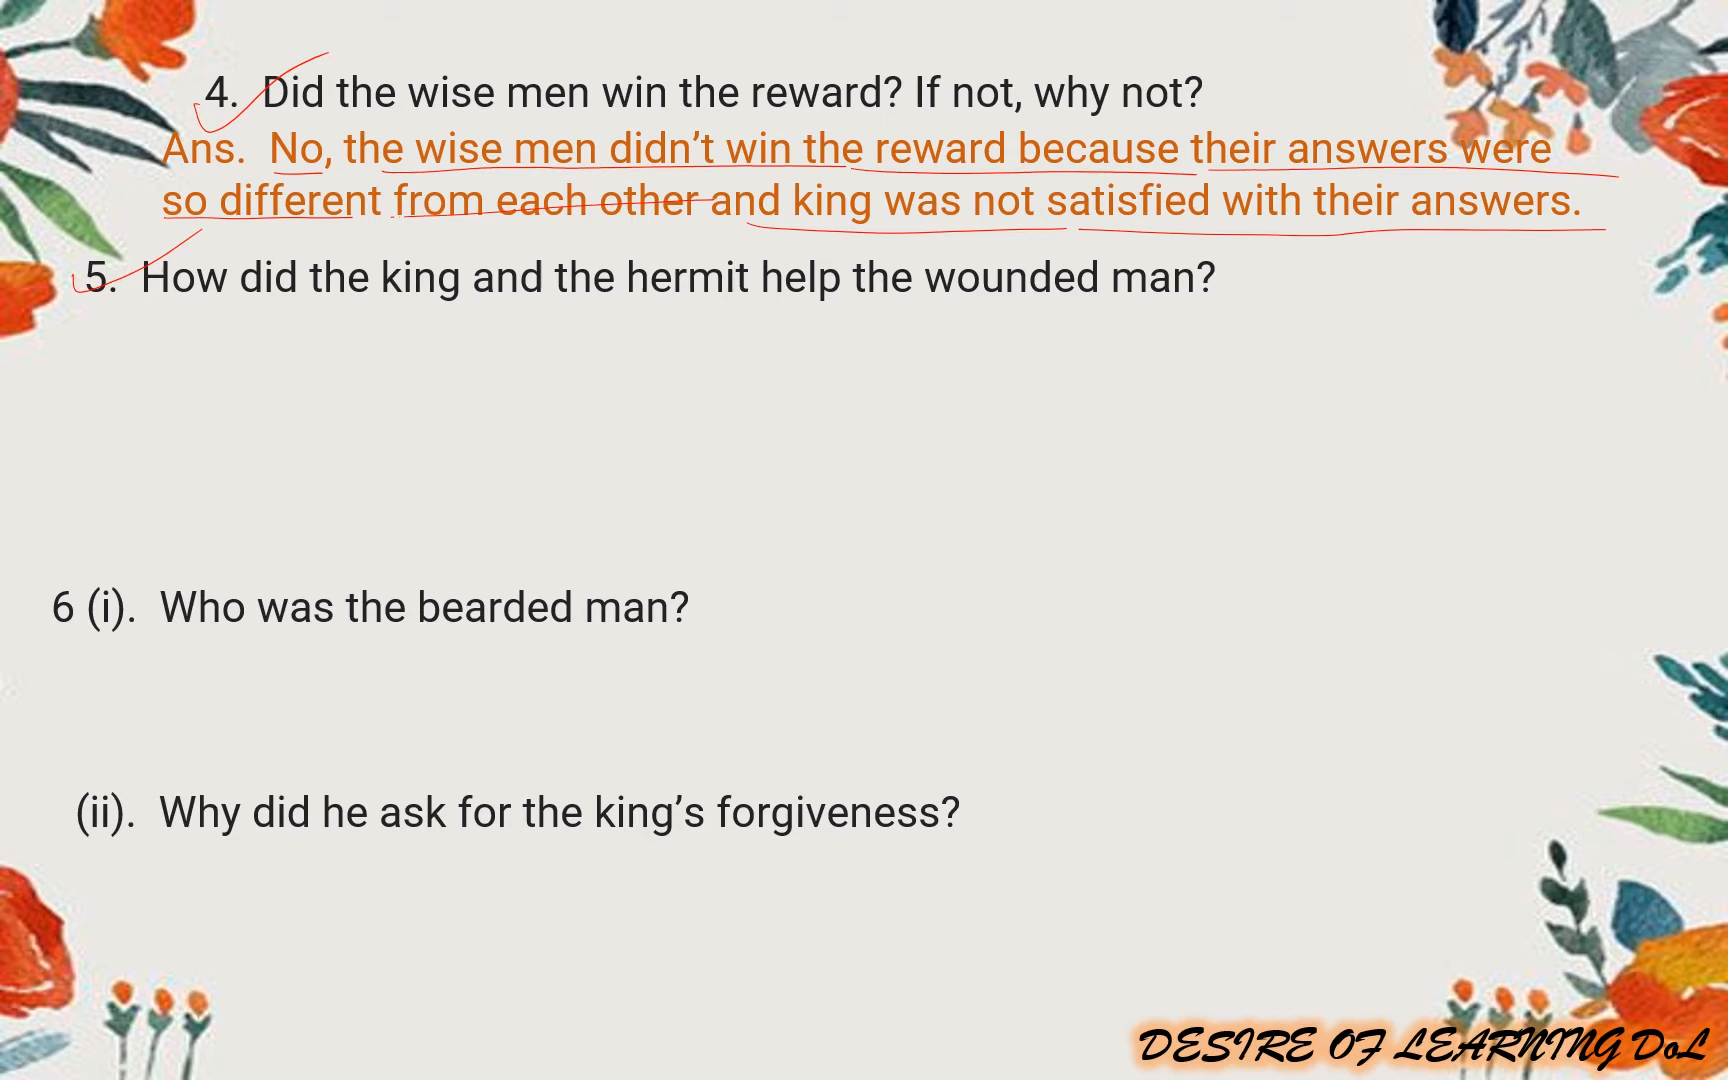 4. Did the wise men win the reward? If not, why not?
Ans. No, the wise men didn’t win the reward because their answers were
so different from each other and king was not satisfied with their answers.
5. How did the king and the hermit help the wounded man?
6 (i). Who was the bearded man?
(ii). Why did he ask for the king’s forgiveness?
DESIRE OF LEARNING DoL